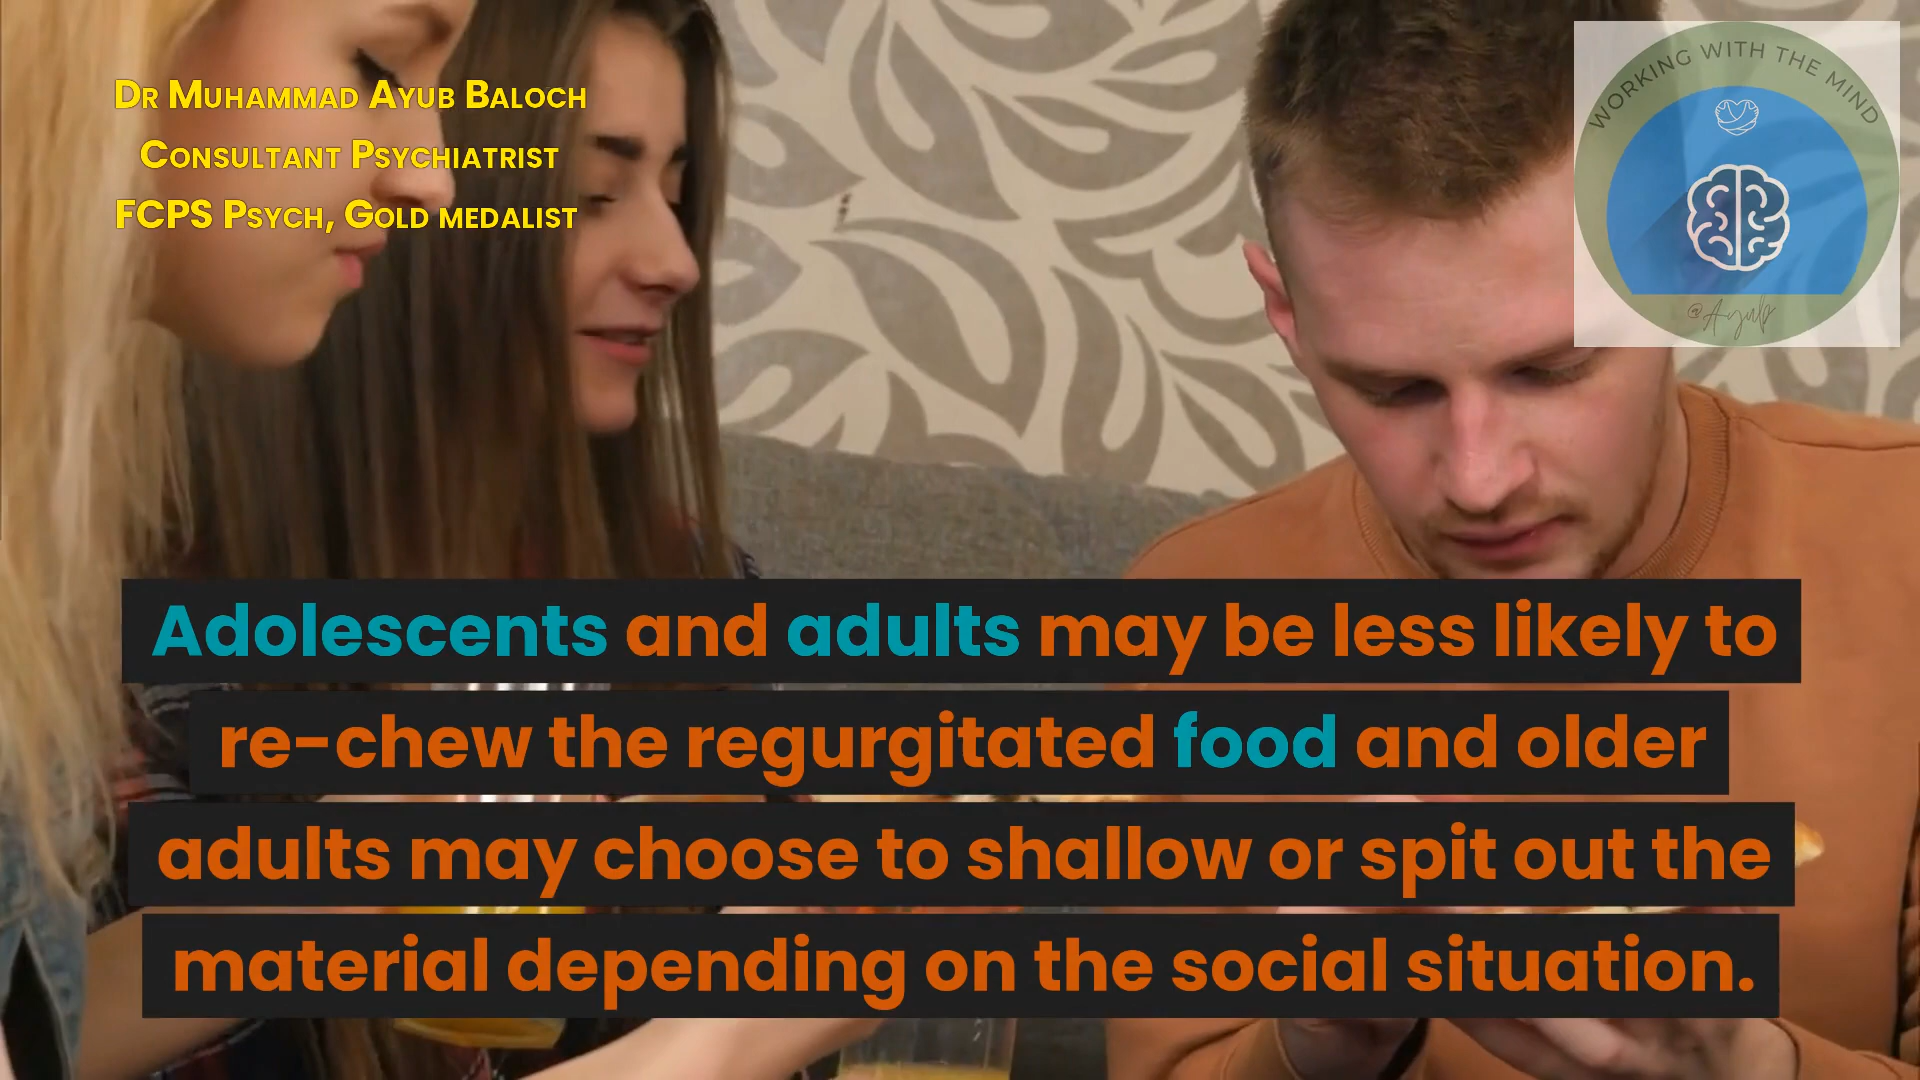 Dr Muhammad Ayub Baloch
Consultant Psychiatrist
FCPS Psych, Gold medalist
WORKING WITH THE MIND
@Ayub
Adolescents and adults may be less likely to
re-chew the regurgitated food and older
adults may choose to shallow or spit out the
material depending on the social situation.